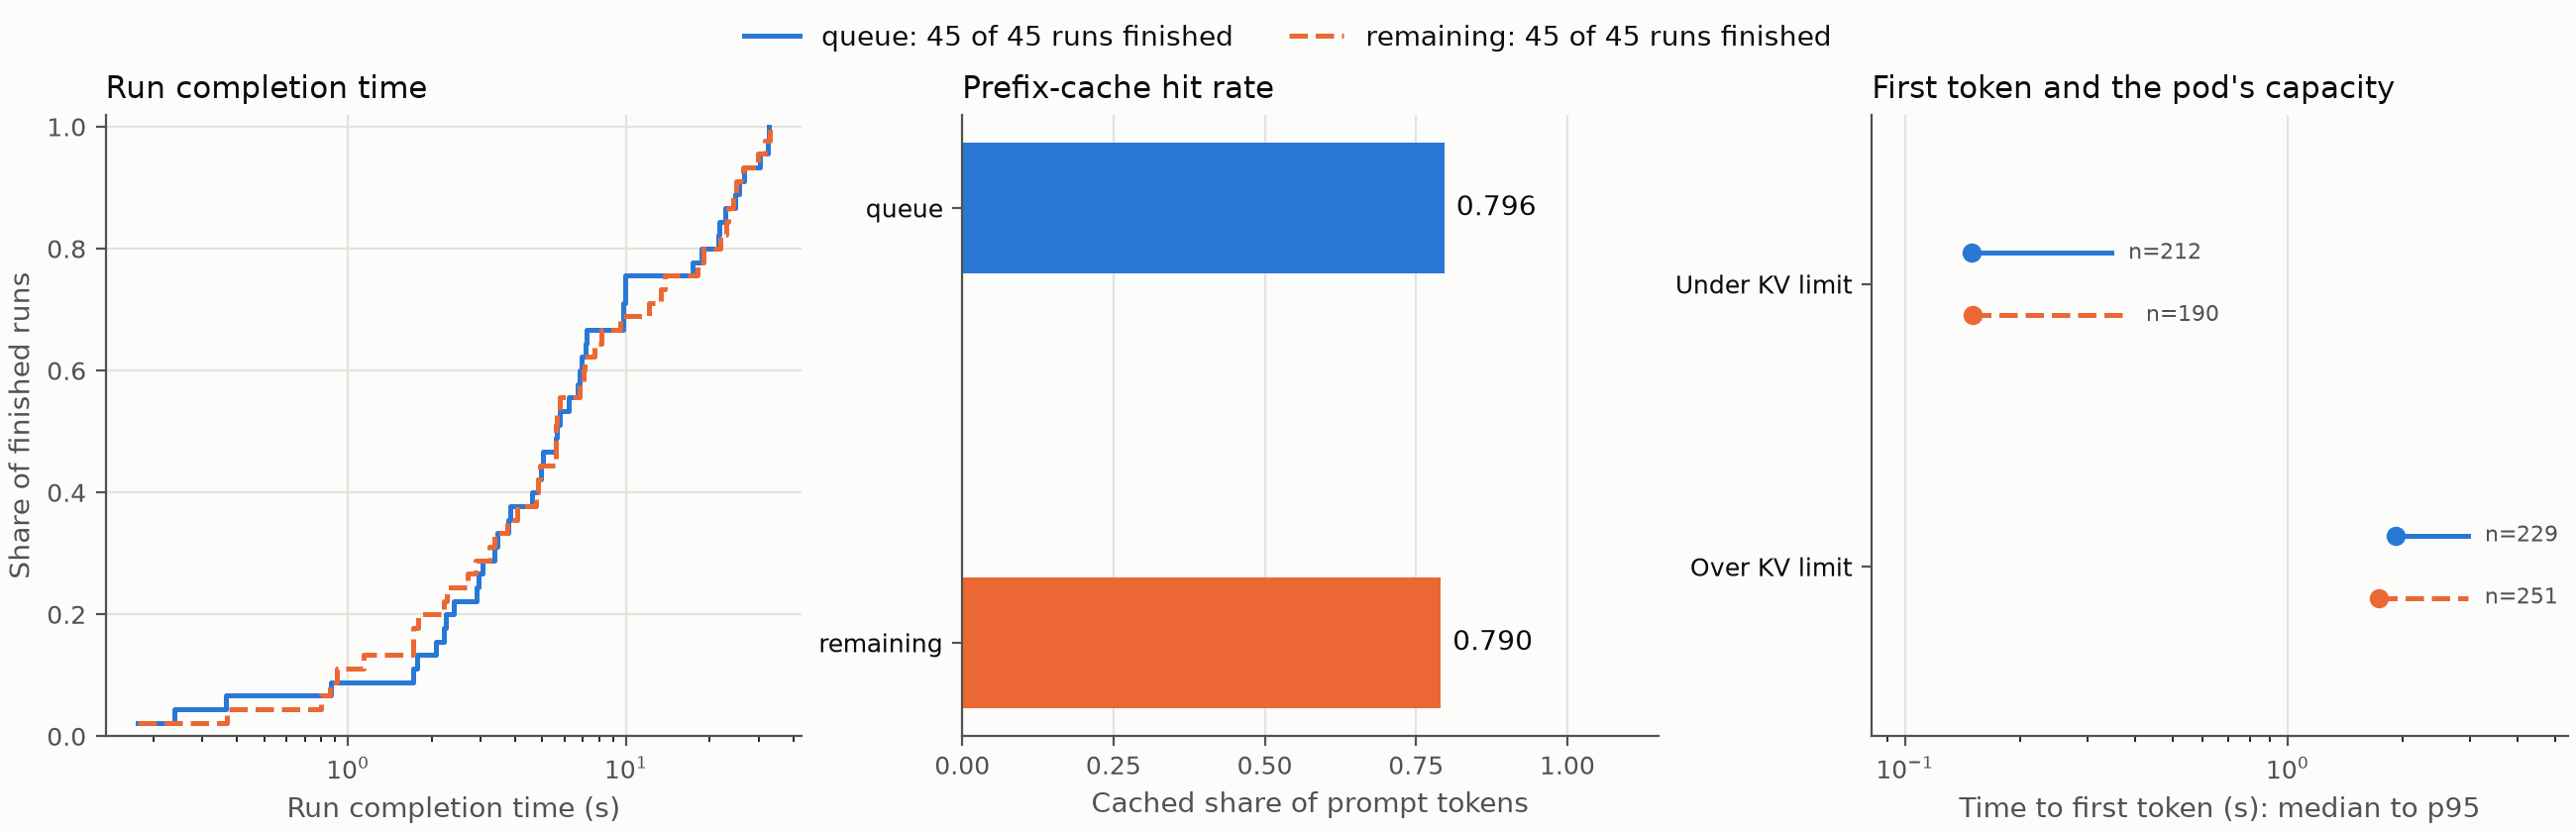 queue: 45 of 45 runs finished
remaining: 45 of 45 runs finished
Run completion time
Share of finished runs
1.0
0.8
0.6
0.4
0.2
0.0
10⁰
10¹
Run completion time (s)
Prefix-cache hit rate
queue
0.796
remaining
0.790
0.00
0.25
0.50
0.75
1.00
Cached share of prompt tokens
First token and the pod's capacity
Under KV limit
n=212
n=190
Over KV limit
n=229
n=251
10⁻¹
10⁰
Time to first token (s): median to p95